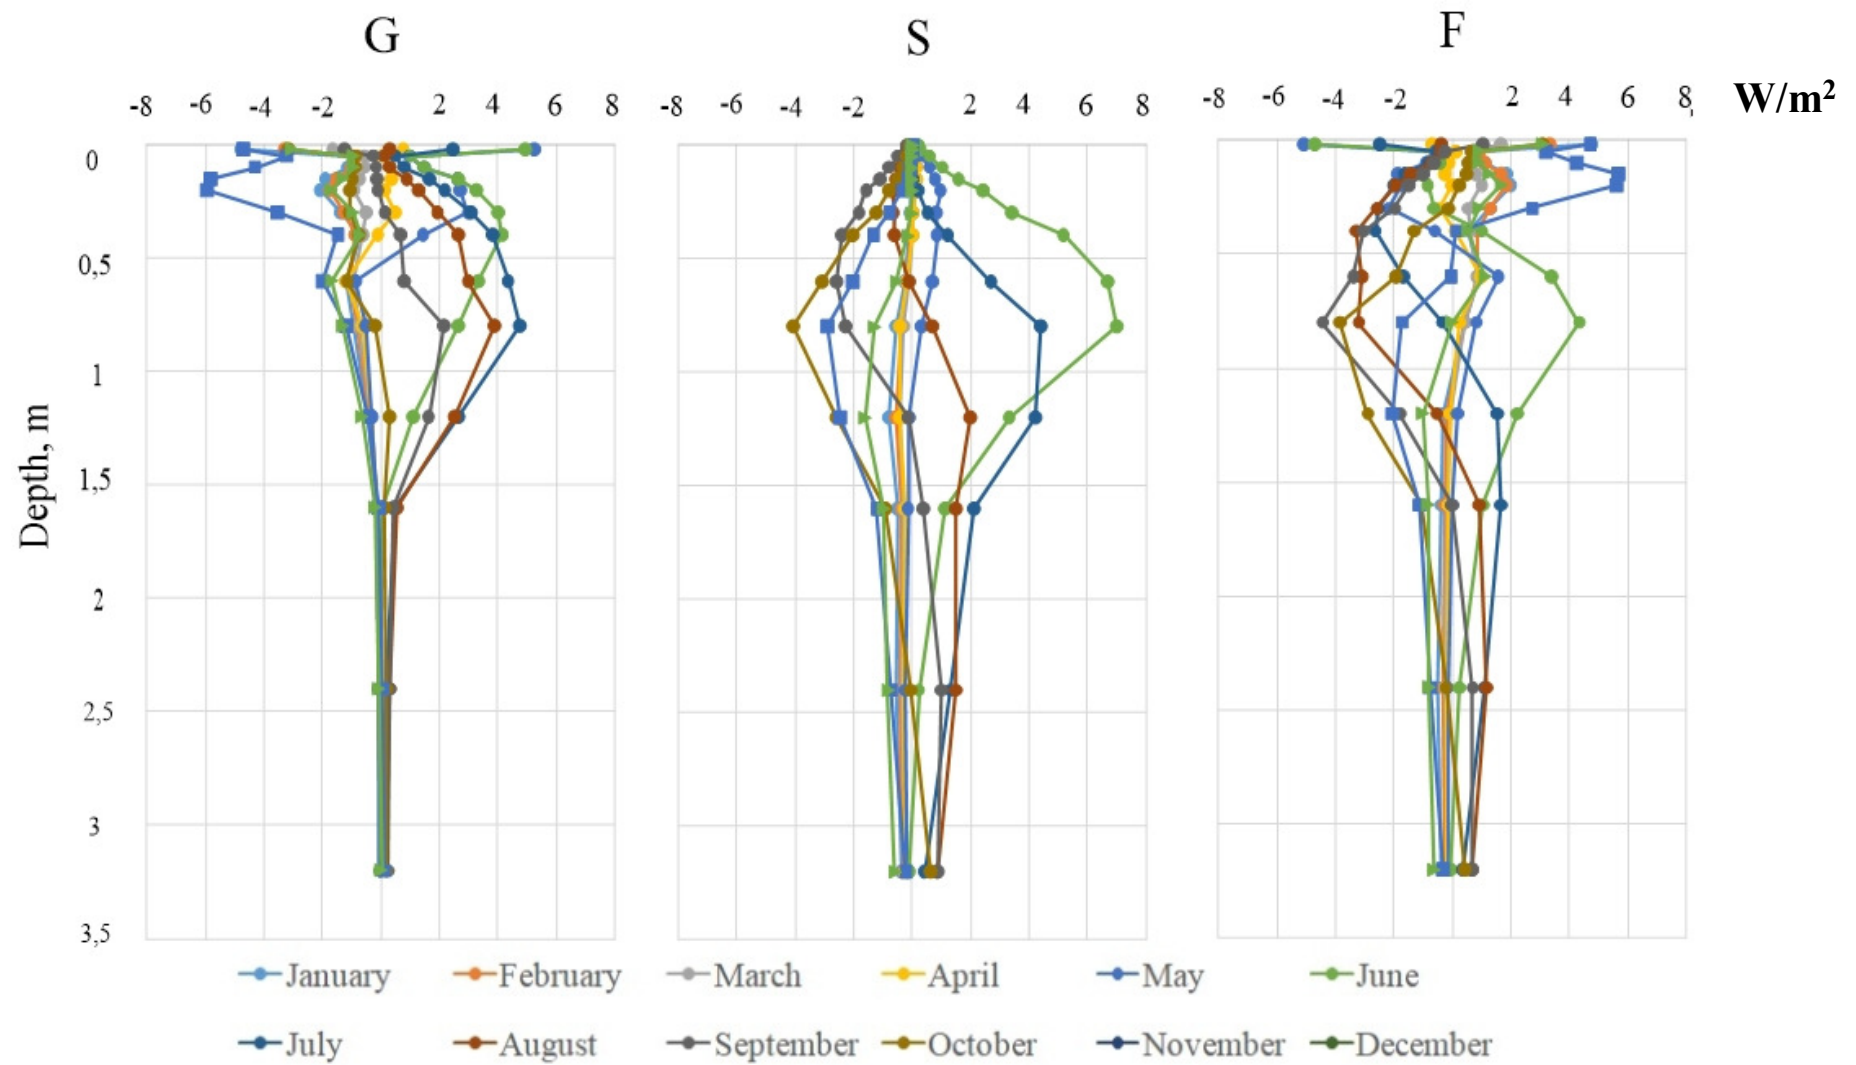 G S F
-8 -6 -4 -2 2 4 6 8 -8 -6 -4 -2 2 4 6 8 -8 -6 -4 -2 2 4 6 8 W/m²
0
0,5
1
1,5
2
2,5
3
3,5
Depth, m
January February March April May June
July August September October November December